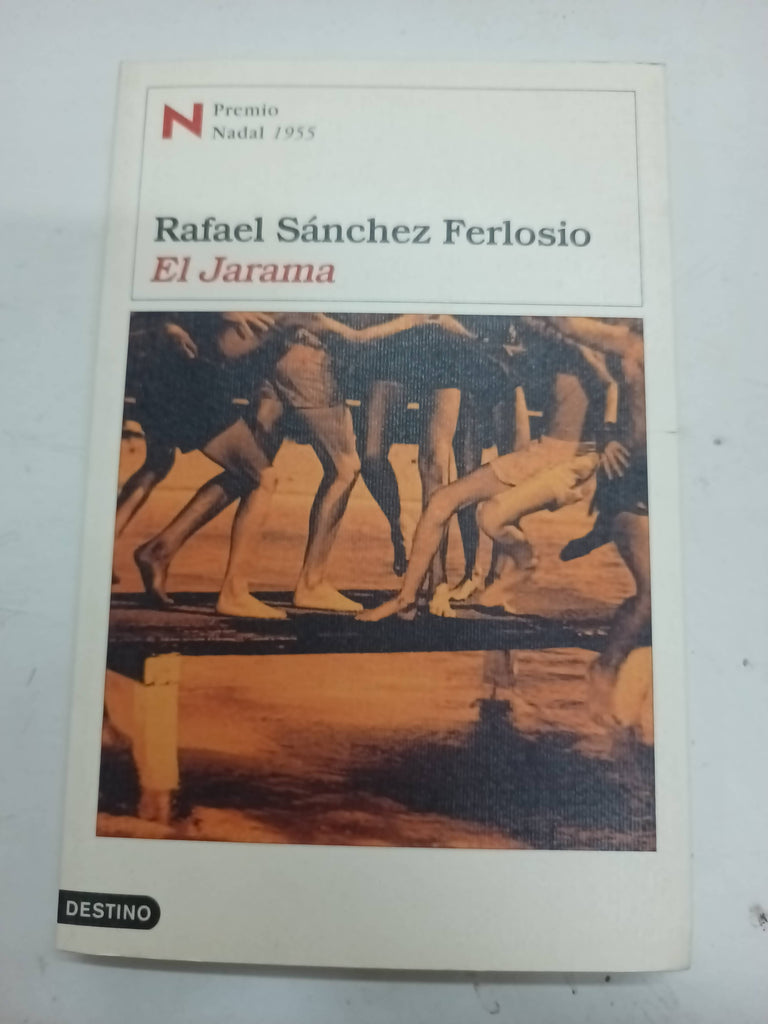 N Premio
Nadal 1955
Rafael Sánchez Ferlosio
El Jarama
DESTINO